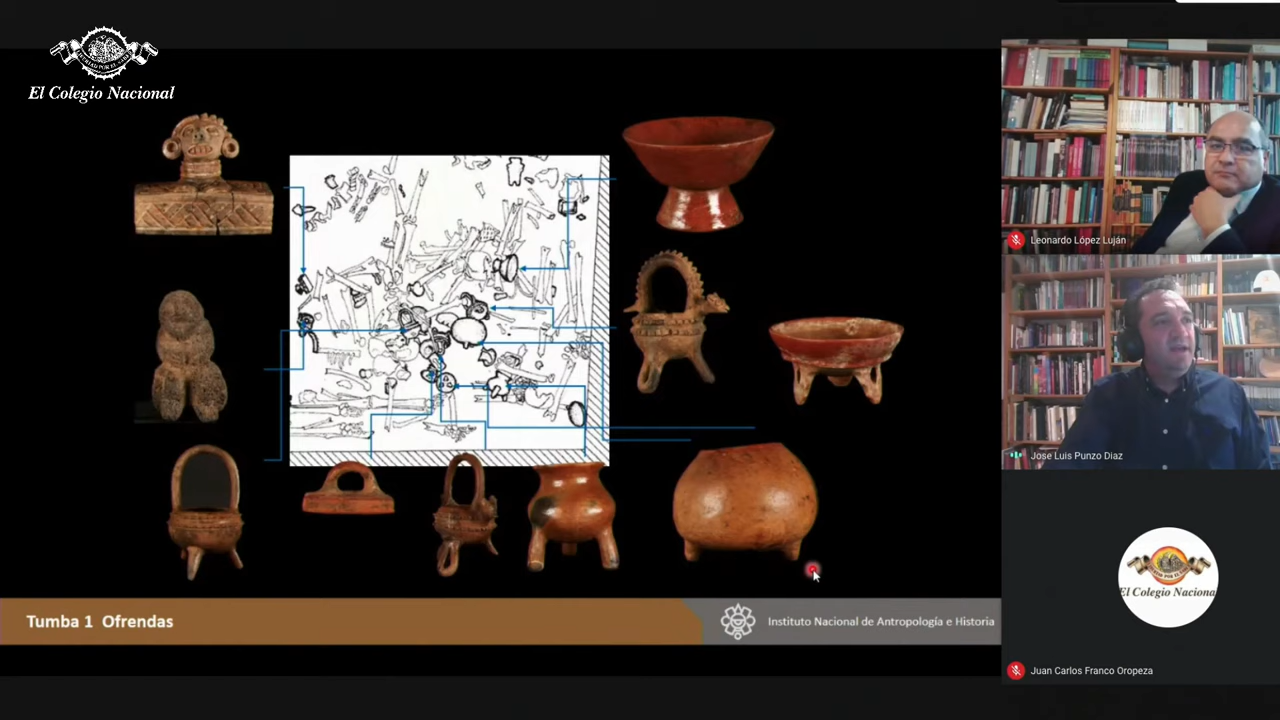 El Colegio Nacional
Leonardo López Luján
Jose Luis Punzo Diaz
El Colegio Nacional
Juan Carlos Franco Oropeza
Tumba 1 Ofrendas
Instituto Nacional de Antropología e Historia